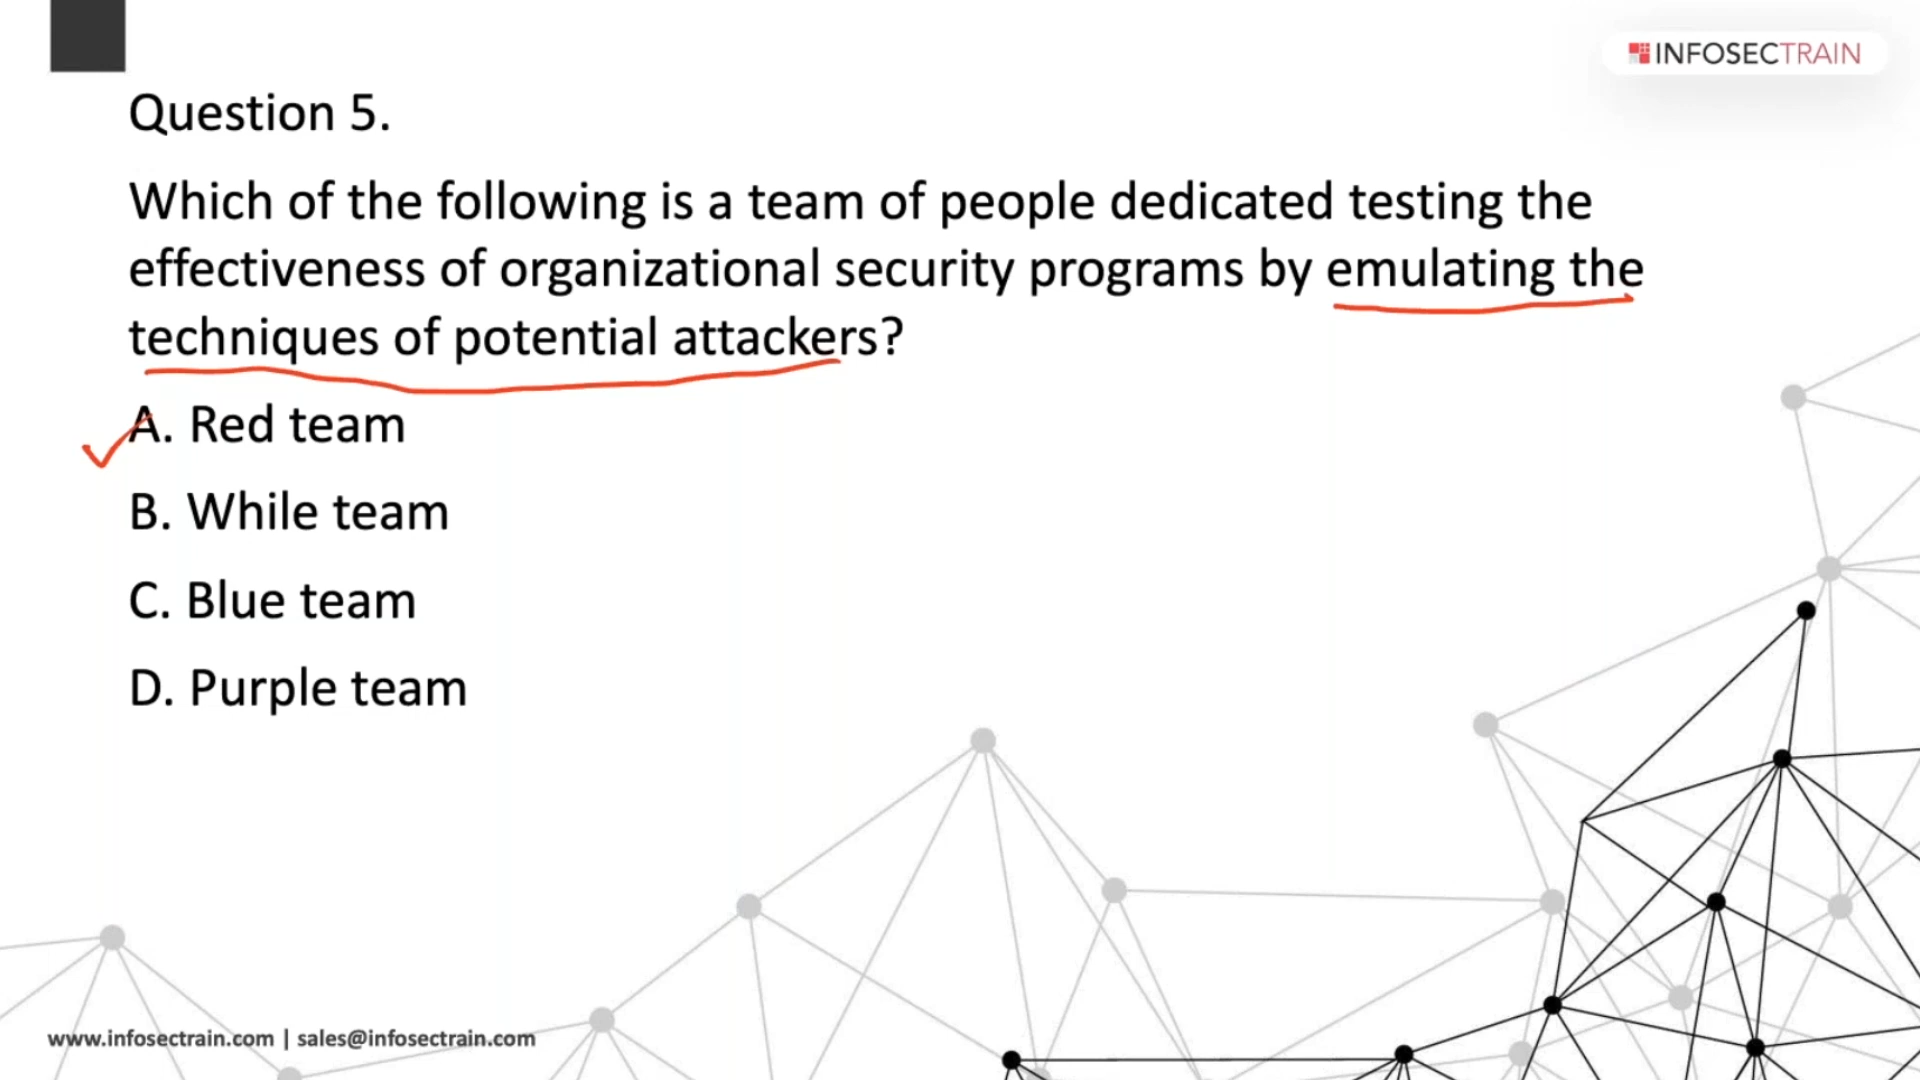 INFOSECTRAIN
Question 5.
Which of the following is a team of people dedicated testing the
effectiveness of organizational security programs by emulating the
techniques of potential attackers?
A. Red team
B. While team
C. Blue team
D. Purple team
www.infosectrain.com | sales@infosectrain.com